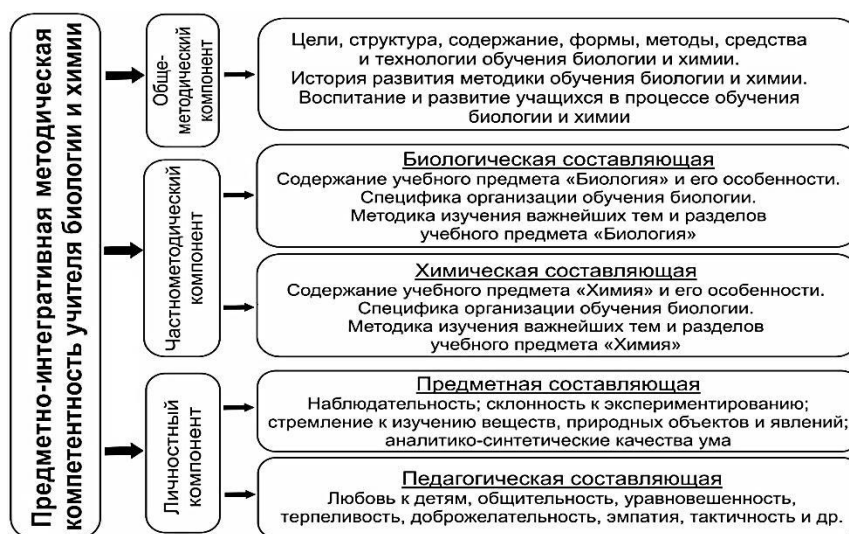 Предметно-интегративная методическая
компетентность учителя биологии и химии
Обще-
методический
компонент
Цели, структура, содержание, формы, методы, средства
и технологии обучения биологии и химии.
История развития методики обучения биологии и химии.
Воспитание и развитие учащихся в процессе обучения
биологии и химии
Частнометодический
компонент
Биологическая составляющая
Содержание учебного предмета «Биология» и его особенности.
Специфика организации обучения биологии.
Методика изучения важнейших тем и разделов
учебного предмета «Биология»
Химическая составляющая
Содержание учебного предмета «Химия» и его особенности.
Специфика организации обучения биологии.
Методика изучения важнейших тем и разделов
учебного предмета «Химия»
Личностный
компонент
Предметная составляющая
Наблюдательность; склонность к экспериментированию;
стремление к изучению веществ, природных объектов и явлений;
аналитико-синтетические качества ума
Педагогическая составляющая
Любовь к детям, общительность, уравновешенность,
терпеливость, доброжелательность, эмпатия, тактичность и др.